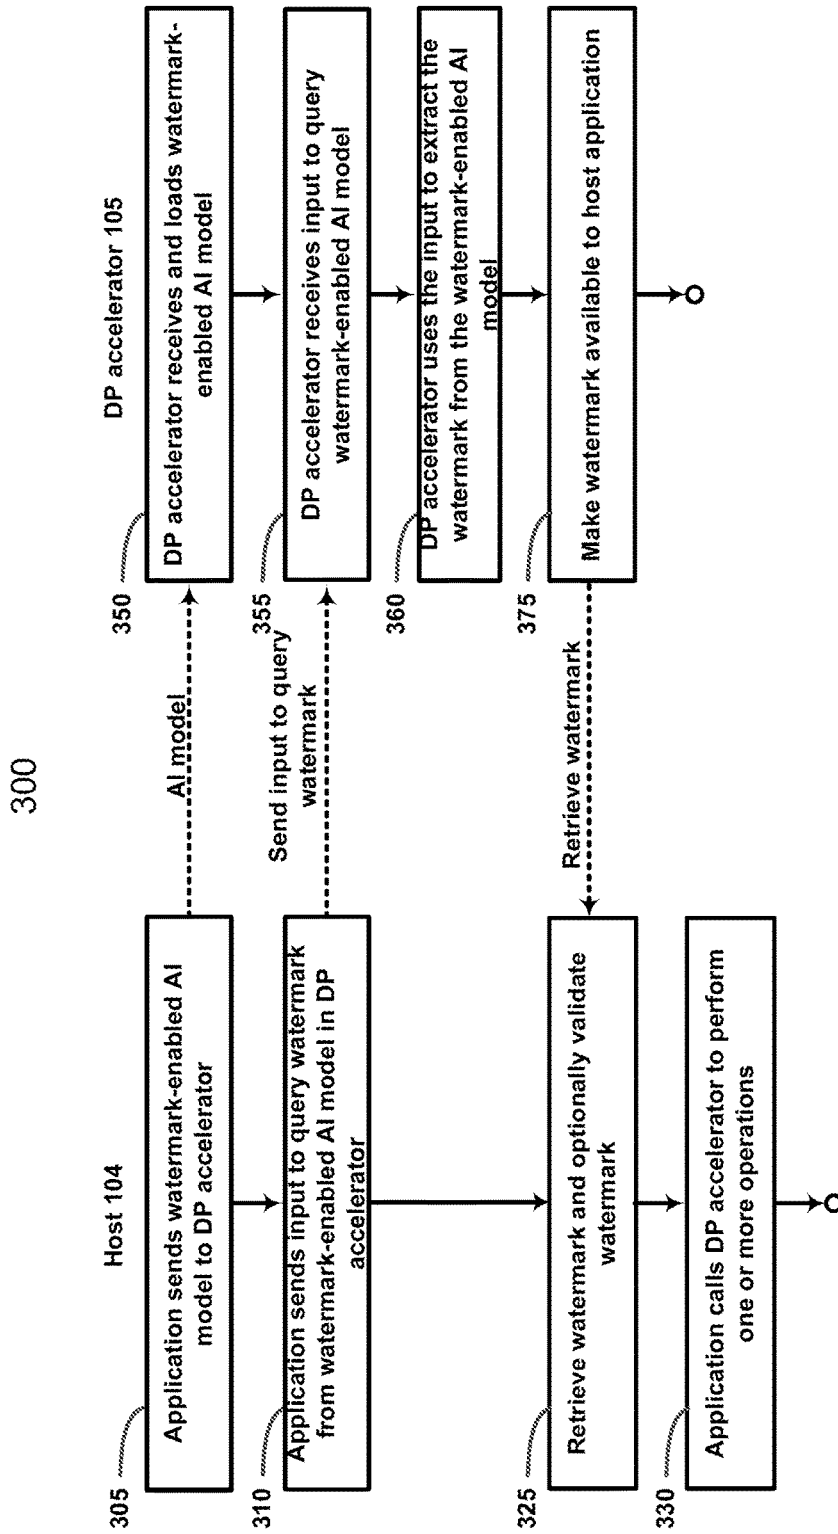 300
Host 104
DP accelerator 105
305
Application sends watermark-enabled AI
model to DP accelerator
AI model
350
DP accelerator receives and loads watermark-
enabled AI model
310
Application sends input to query watermark
from watermark-enabled AI model in DP
accelerator
Send input to query
watermark
355
DP accelerator receives input to query
watermark-enabled AI model
360
DP accelerator uses the input to extract the
watermark from the watermark-enabled AI
model
325
Retrieve watermark and optionally validate
watermark
Retrieve watermark
375
Make watermark available to host application
330
Application calls DP accelerator to perform
one or more operations